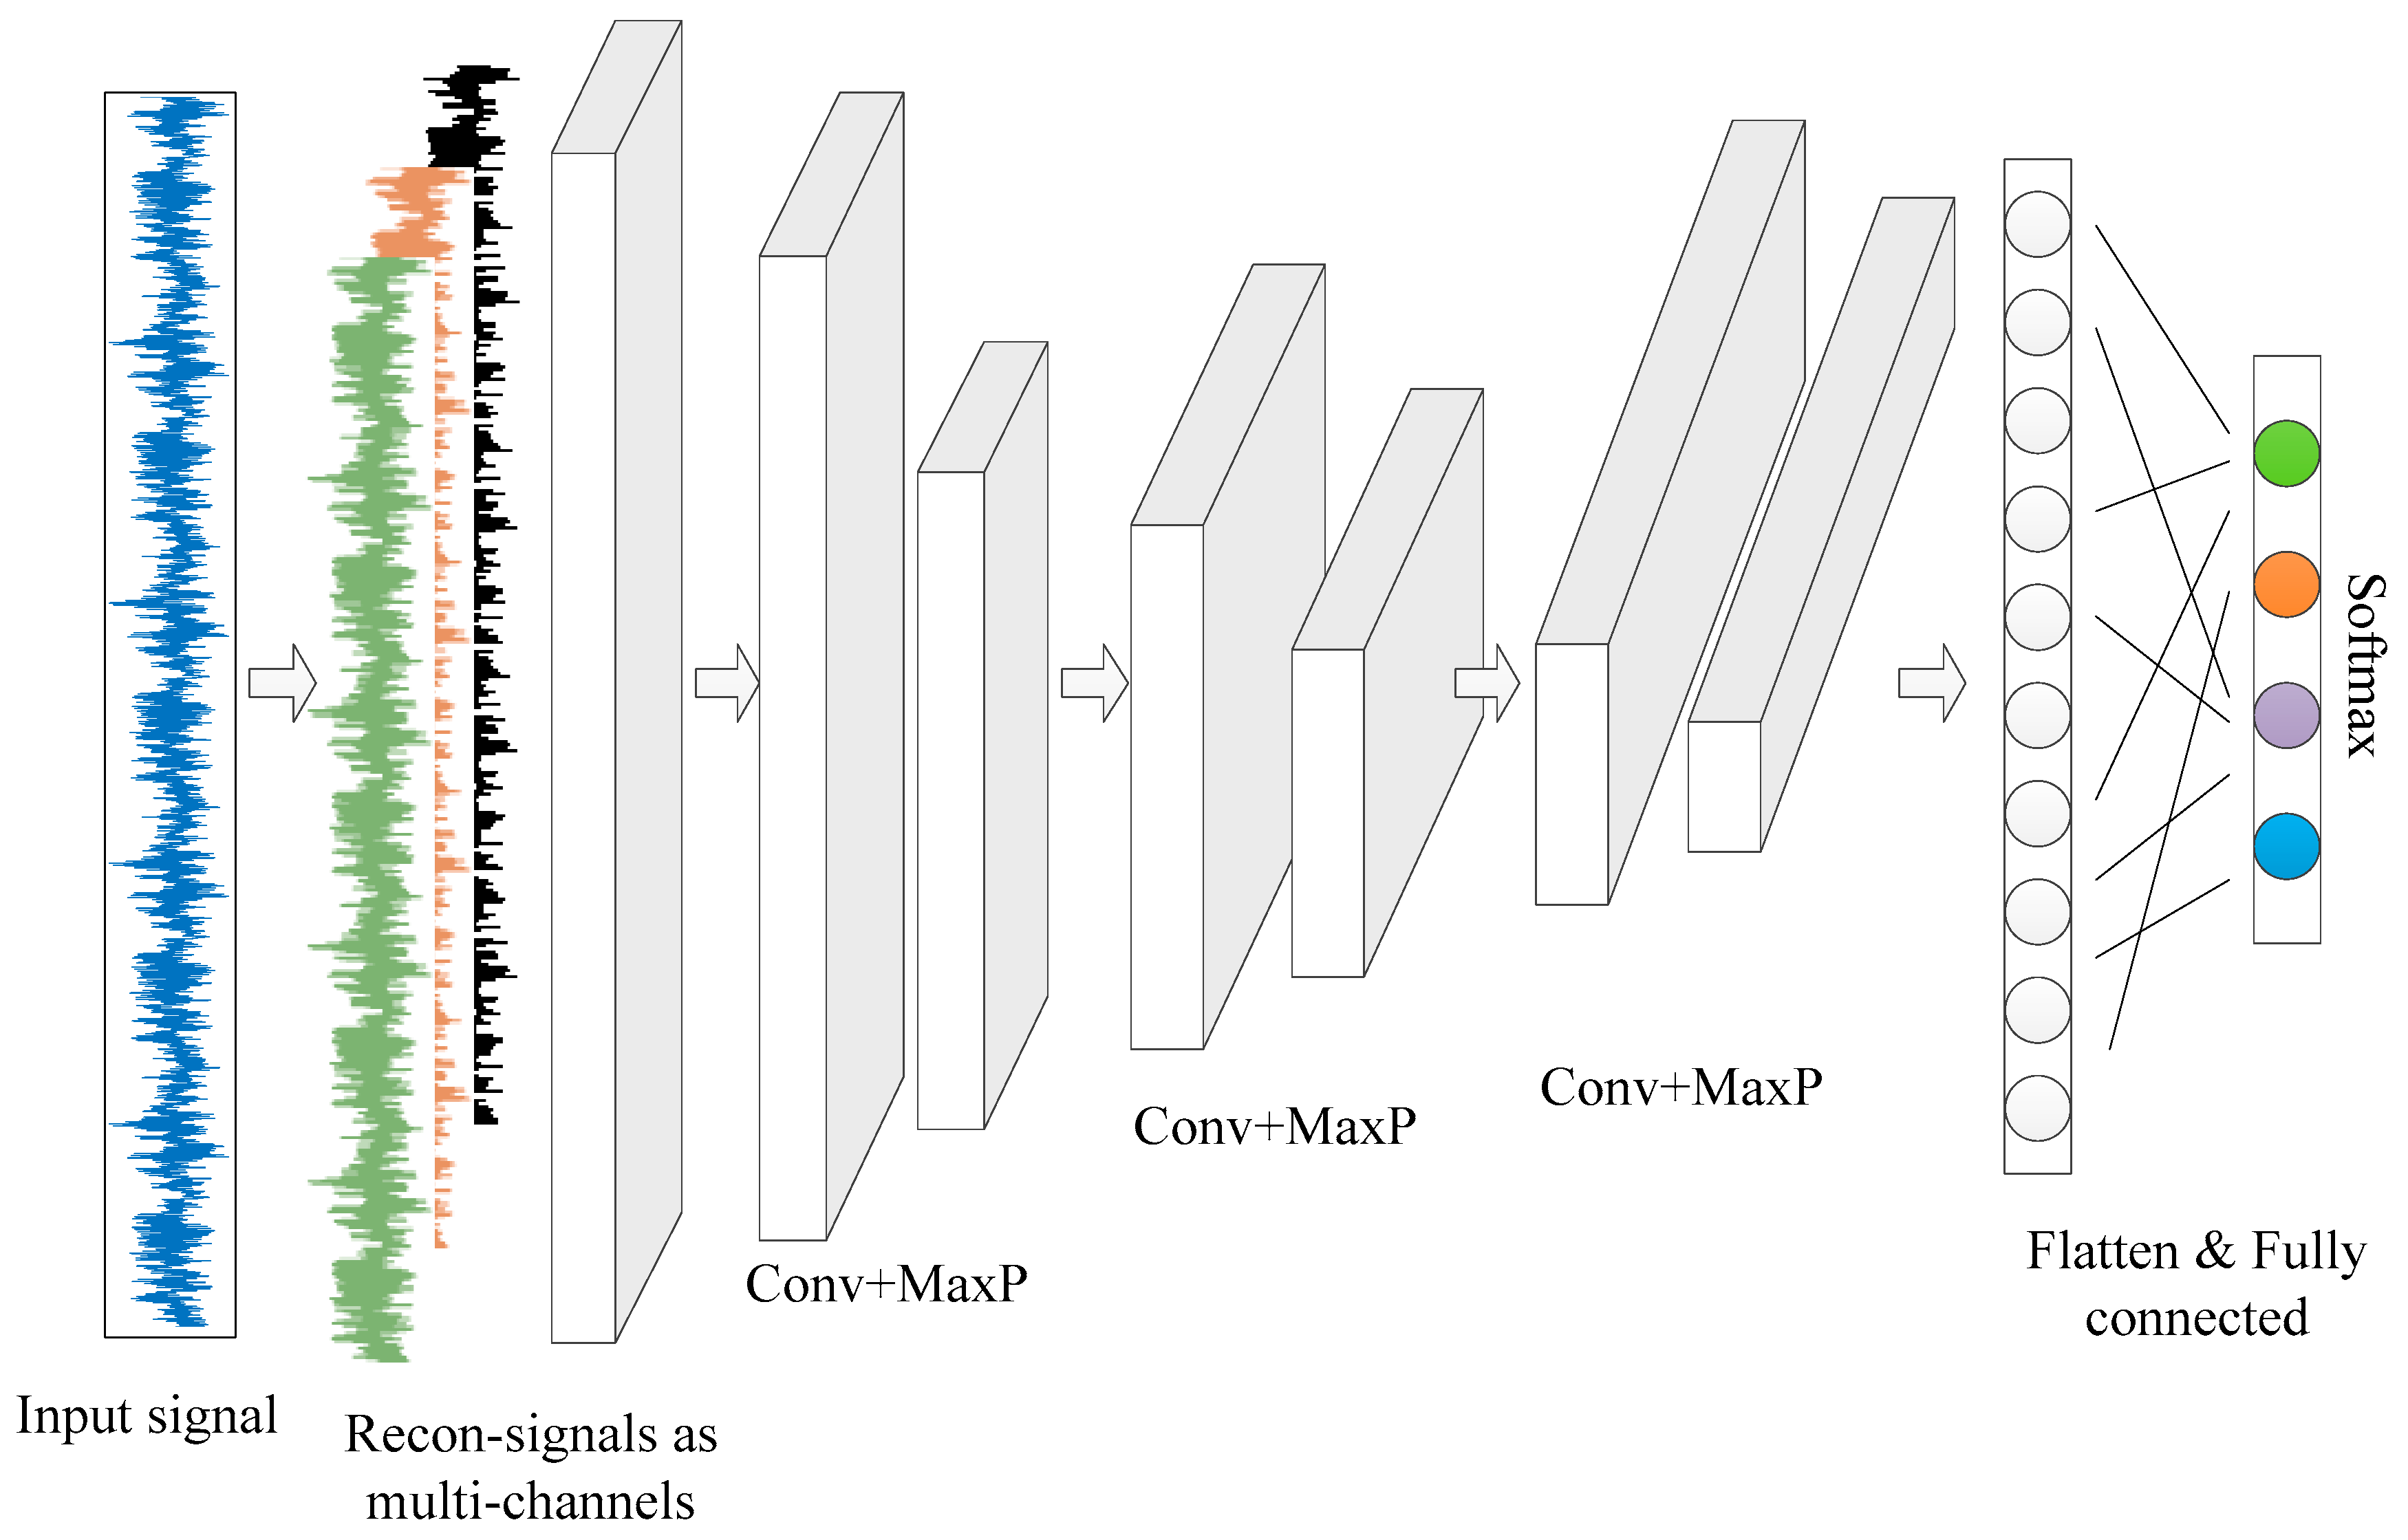 Input signal
Recon-signals as
multi-channels
Conv+MaxP
Conv+MaxP
Conv+MaxP
Flatten & Fully
connected
Softmax